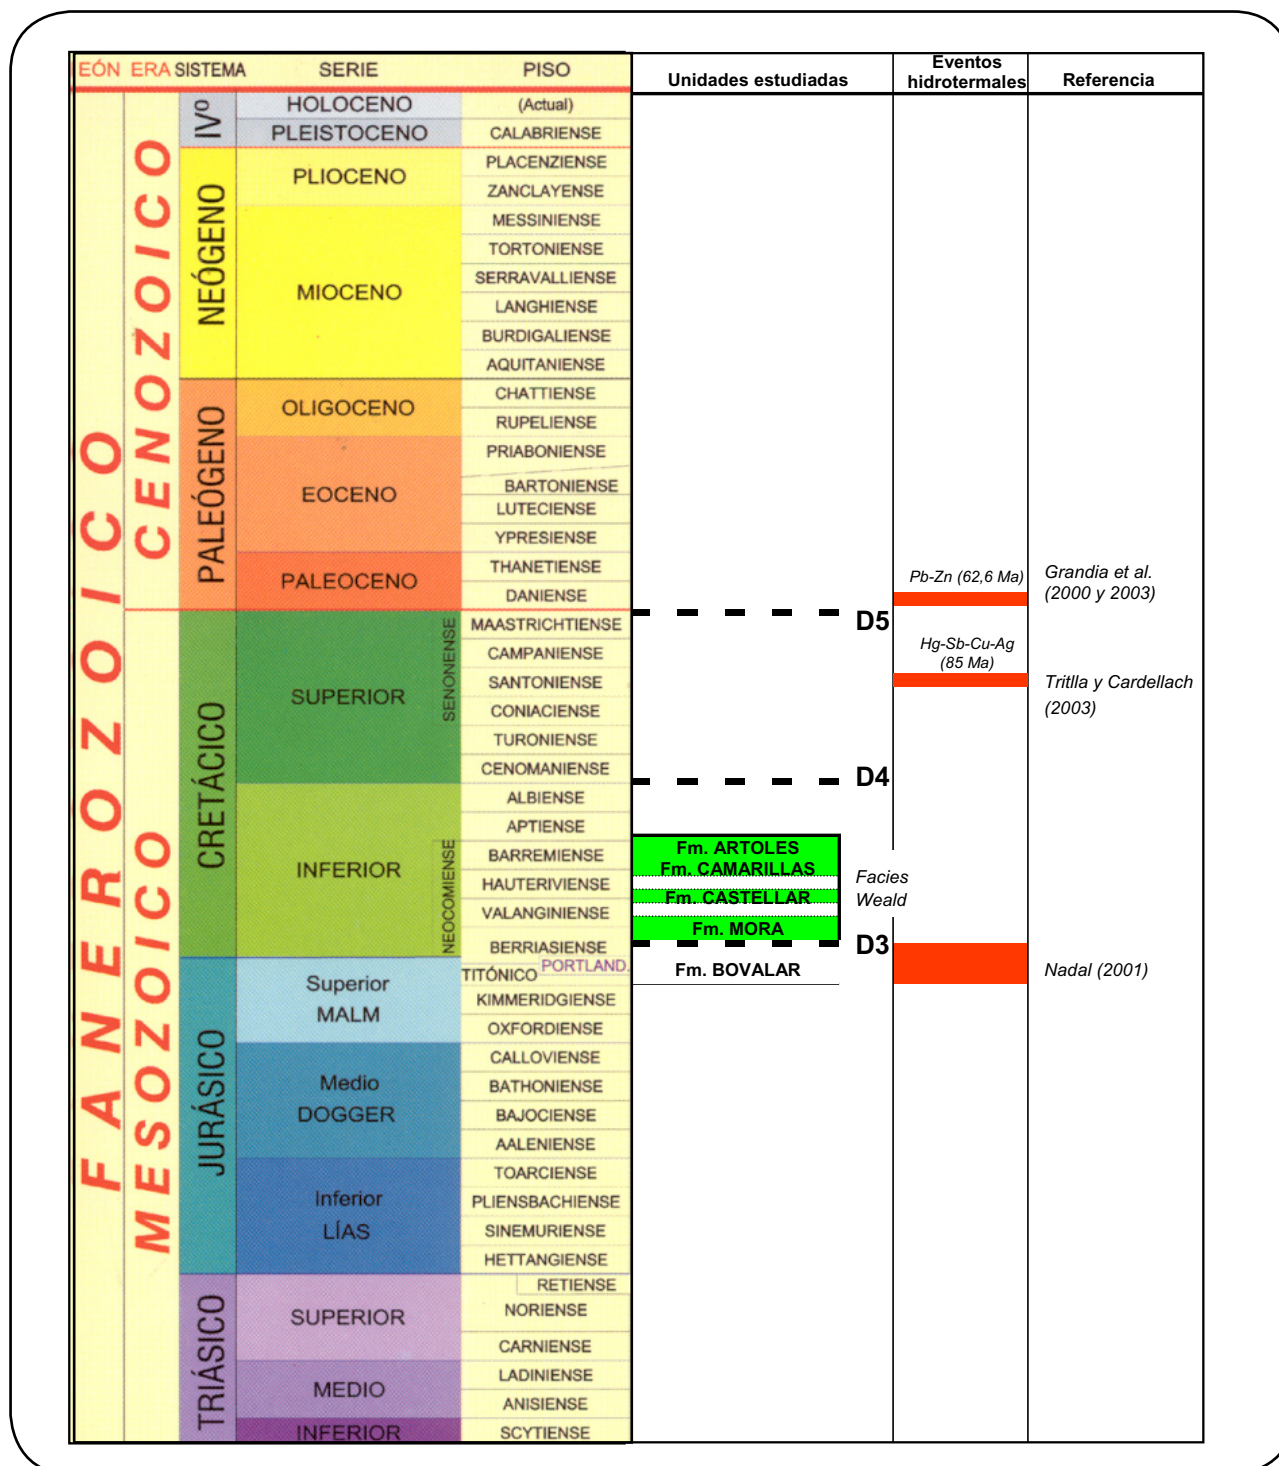 EÓN ERA SISTEMA SERIE PISO Unidades estudiadas Eventos hidrotermales Referencia
FANEROZOICO
CENOZOICO
IVº
HOLOCENO
(Actual)
PLEISTOCENO
CALABRIENSE
NEÓGENO
PLIOCENO
PLACENZIENSE
ZANCLAYENSE
MIOCENO
MESSINIENSE
TORTONIENSE
SERRAVALLIENSE
LANGHIENSE
BURDIGALIENSE
AQUITANIENSE
PALEÓGENO
OLIGOCENO
CHATTIENSE
RUPELIENSE
EOCENO
PRIABONIENSE
BARTONIENSE
LUTECIENSE
YPRESIENSE
PALEOCENO
THANETIENSE
DANIENSE
Pb-Zn (62,6 Ma)
Grandia et al.
(2000 y 2003)
D5
MESOZOICO
CRETÁCICO
SUPERIOR
SENONENSE
MAASTRICHTIENSE
CAMPANIENSE
SANTONIENSE
CONIACIENSE
TURONIENSE
CENOMANIENSE
Hg-Sb-Cu-Ag
(85 Ma)
Tritlla y Cardellach
(2003)
D4
INFERIOR
NEOCOMIENSE
ALBIENSE
APTIENSE
BARREMIENSE
HAUTERIVIENSE
VALANGINIENSE
BERRIASIENSE
Fm. ARTOLES
Fm. CAMARILLAS
Fm. CASTELLAR
Fm. MORA
Facies
Weald
D3
JURÁSICO
Superior
MALM
TITÓNICO
PORTLAND.
KIMMERIDGIENSE
OXFORDIENSE
Fm. BOVALAR
Nadal (2001)
Medio
DOGGER
CALLOVIENSE
BATHONIENSE
BAJOCIENSE
AALENIENSE
Inferior
LÍAS
TOARCIENSE
PLIENSBACHIENSE
SINEMURIENSE
HETTANGIENSE
TRIÁSICO
SUPERIOR
RETIENSE
NORIENSE
CARNIENSE
MEDIO
LADINIENSE
ANISIENSE
INFERIOR
SCYTIENSE